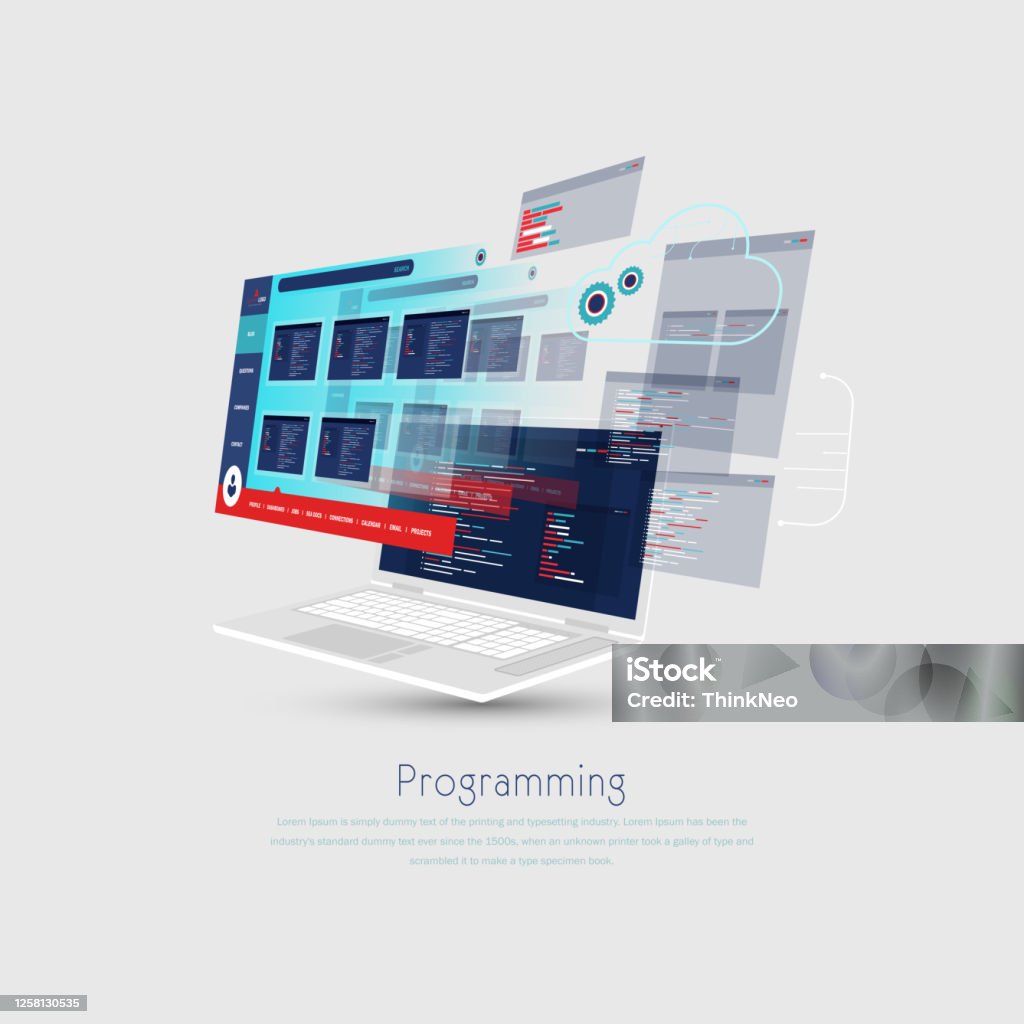 SEARCH
LOGO
BLOG
QUESTIONS
COMPANIES
CONTACT
PEOPLE | DASHBOARD | JOBS | SEA DOCS | CONNECTIONS | CALENDAR | EMAIL | PROJECTS
iStock™
Credit: ThinkNeo
Programming
Lorem Ipsum is simply dummy text of the printing and typesetting industry. Lorem Ipsum has been the
industry's standard dummy text ever since the 1500s, when an unknown printer took a galley of type and
scrambled it to make a type specimen book.
1258130535